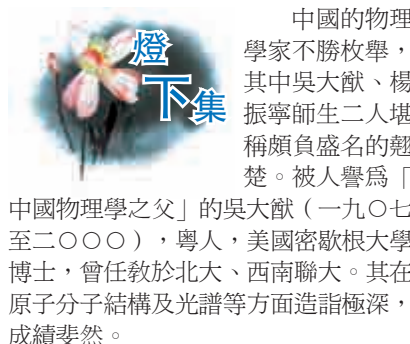 燈
下集
中國的物理
學家不勝枚舉，
其中吳大猷、楊
振寧師生二人堪
稱頗負盛名的翹
楚。被人譽爲「
中國物理學之父」的吳大猷（一九○七
至二○○○），粵人，美國密歇根大學
博士，曾任教於北大、西南聯大。其在
原子分子結構及光譜等方面造詣極深，
成績斐然。